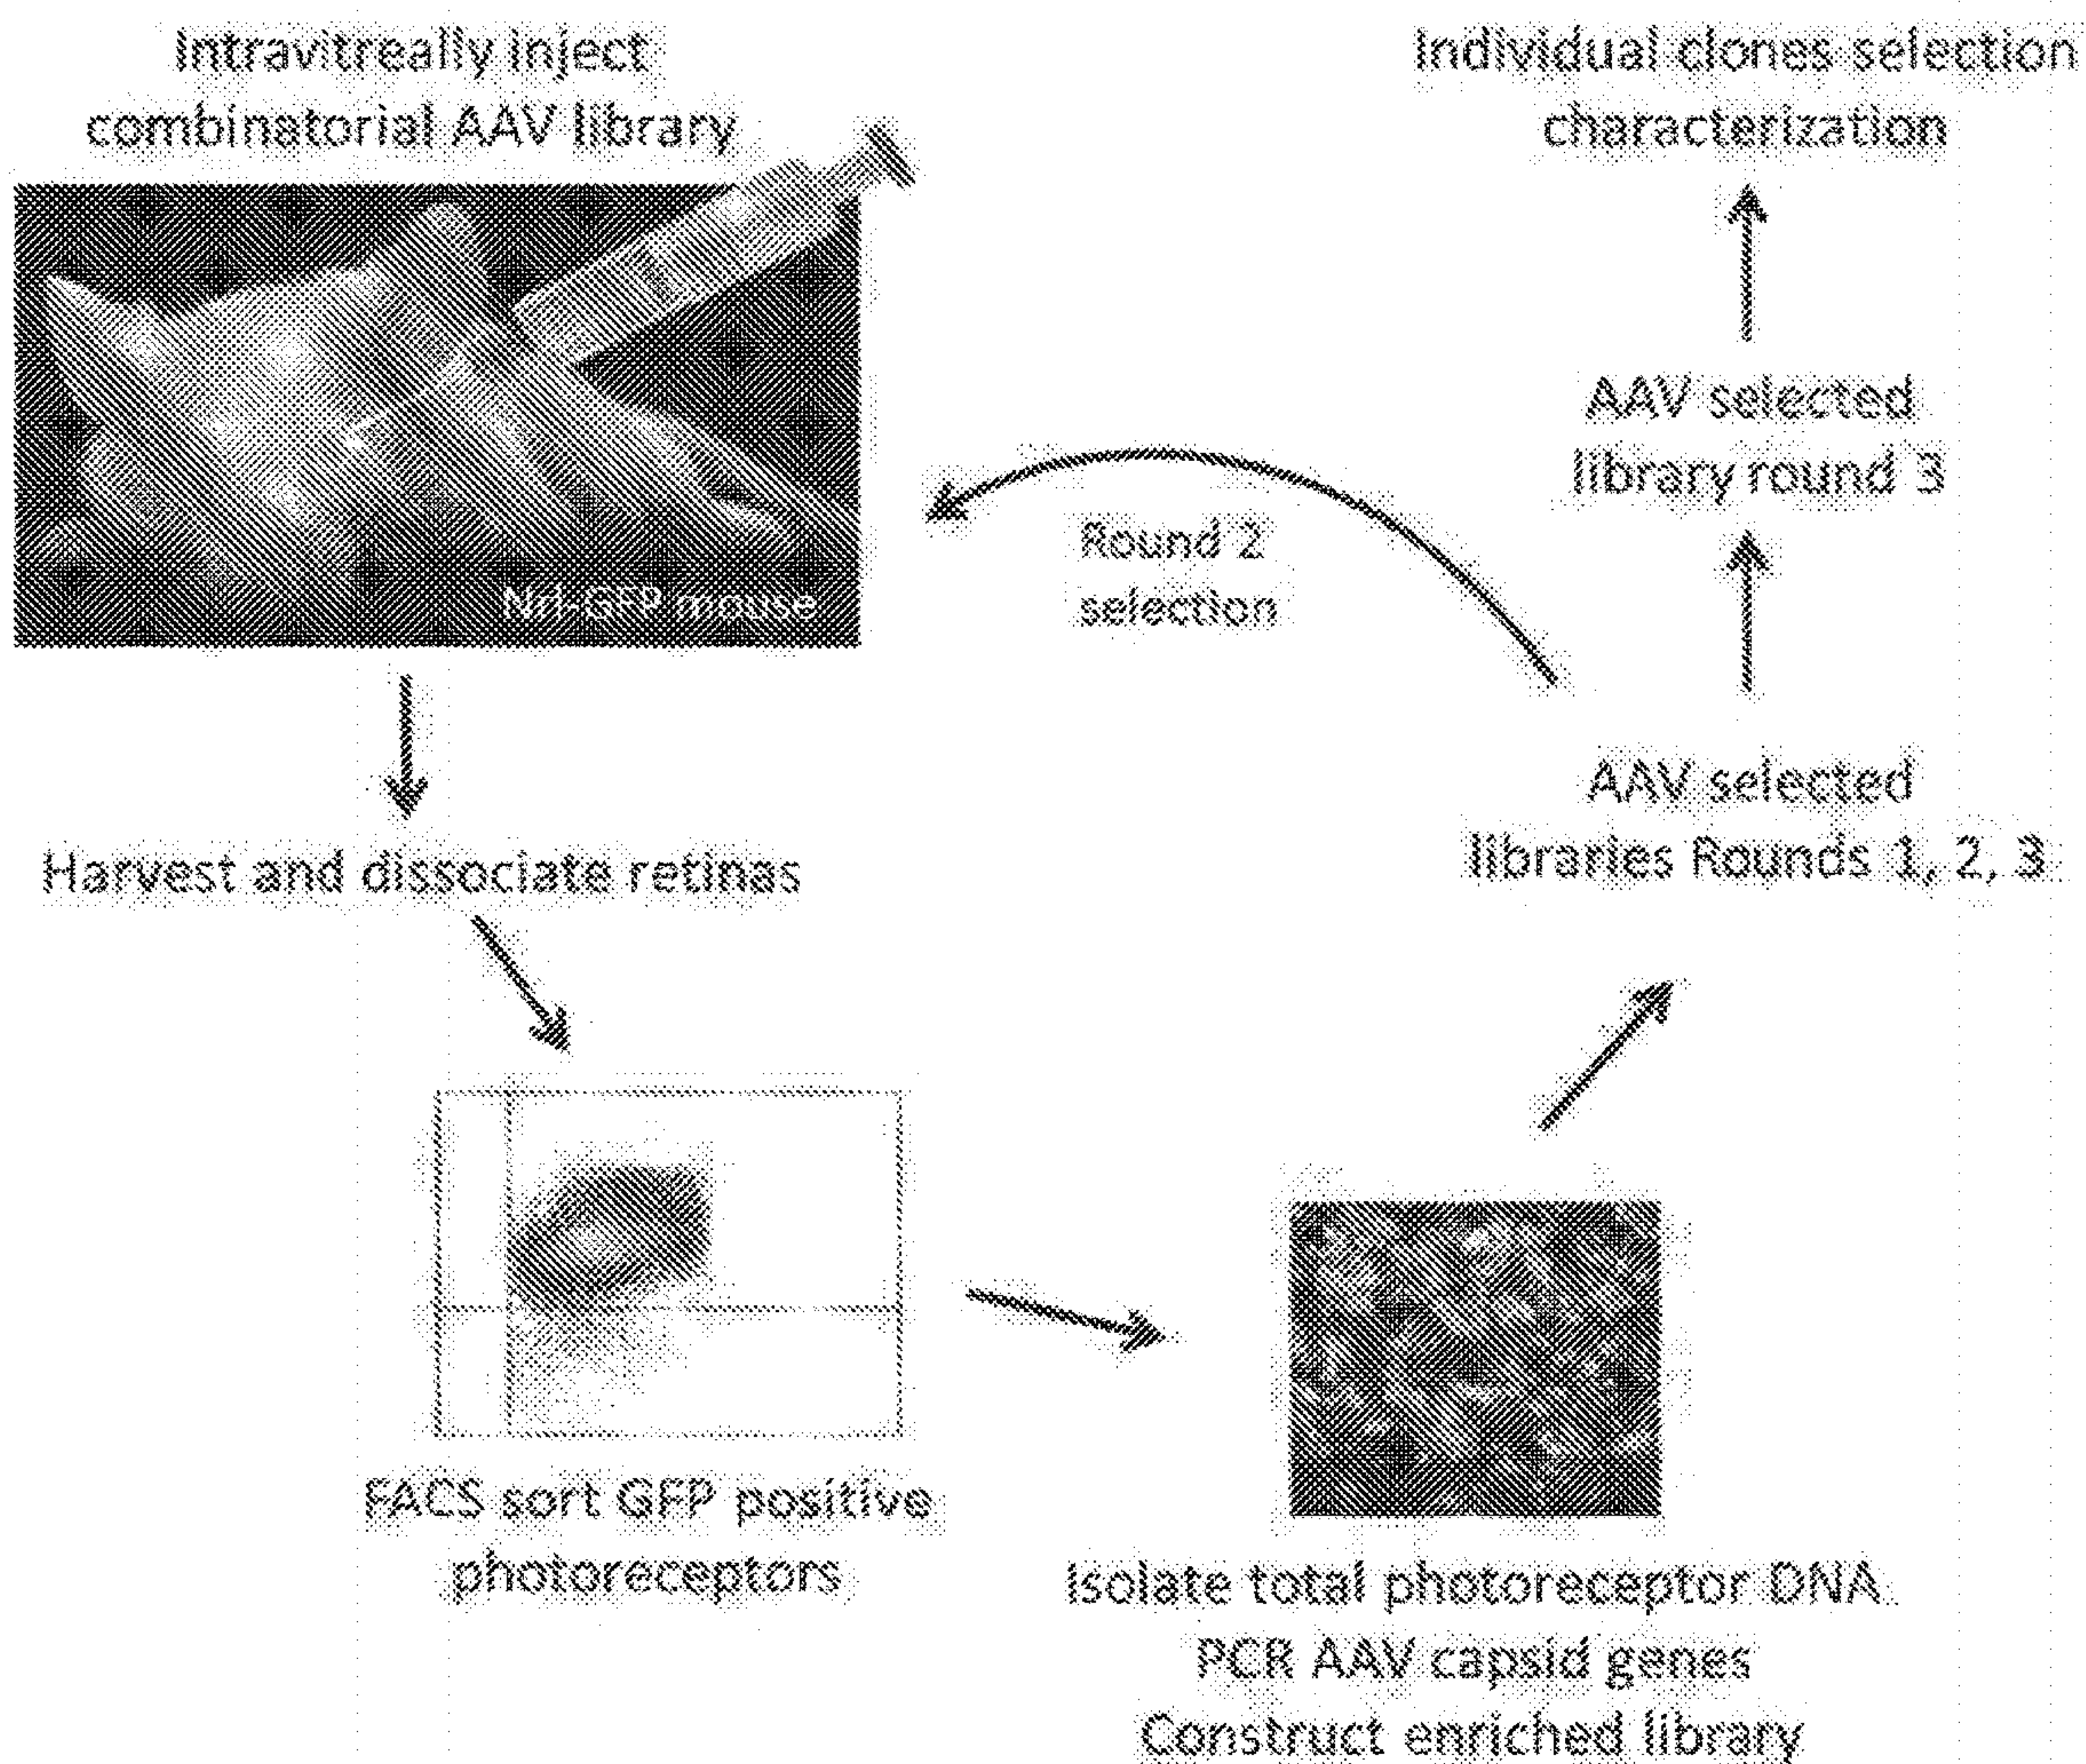 Intravitreally inject
combinatorial AAV library
Nrl-GFP mouse
Harvest and dissociate retinas
FACS sort GFP positive
photoreceptors
Isolate total photoreceptor DNA
PCR AAV capsid genes
Construct enriched library
AAV selected
libraries Rounds 1, 2, 3
Round 2
selection
AAV selected
library round 3
Individual clones selection
characterization